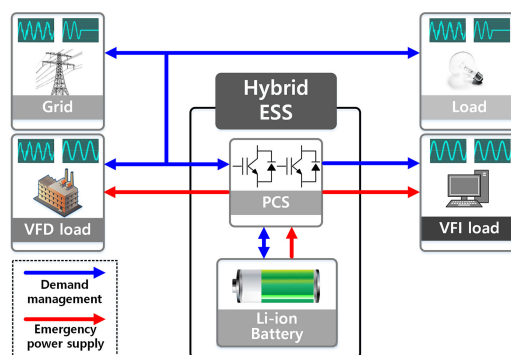 Grid
Hybrid
ESS
Load
VFD load
PCS
VFI load
Li-ion
Battery
Demand
management
Emergency
power supply